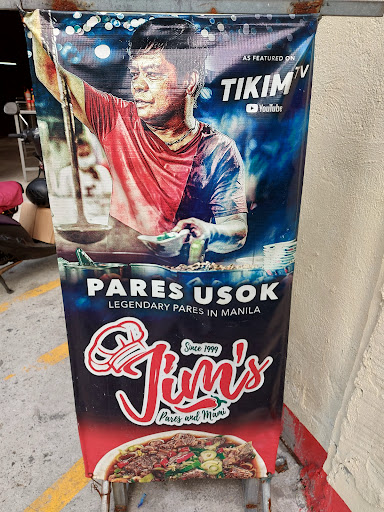 AS FEATURED ON
TIKIM TV
YouTube
PARES USOK
LEGENDARY PARES IN MANILA
Since 1999
Jim's
Pares and Mami